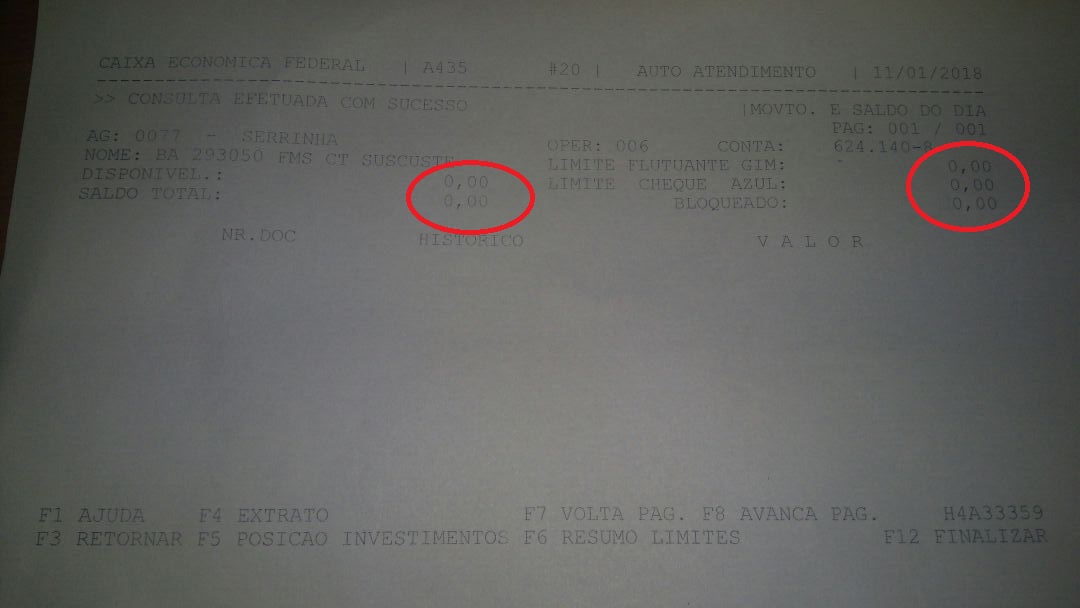 CAIXA ECONOMICA FEDERAL | A435 #20 | AUTO ATENDIMENTO | 11/01/2018
>> CONSULTA EFETUADA COM SUCESSO |MOVTO. E SALDO DO DIA
PAG: 001 / 001
AG: 0077 - SERRINHA OPER: 006 CONTA: 624.140-8
NOME: BA 293050 FMS CT SUSCUSTE LIMITE FLUTUANTE GIM: 0,00
DISPONIVEL.: 0,00 LIMITE CHEQUE AZUL: 0,00
SALDO TOTAL: 0,00 BLOQUEADO: 0,00
NR.DOC HISTORICO V A L O R
F1 AJUDA F4 EXTRATO F7 VOLTA PAG. F8 AVANCA PAG. H4A33359
F3 RETORNAR F5 POSICAO INVESTIMENTOS F6 RESUMO LIMITES F12 FINALIZAR